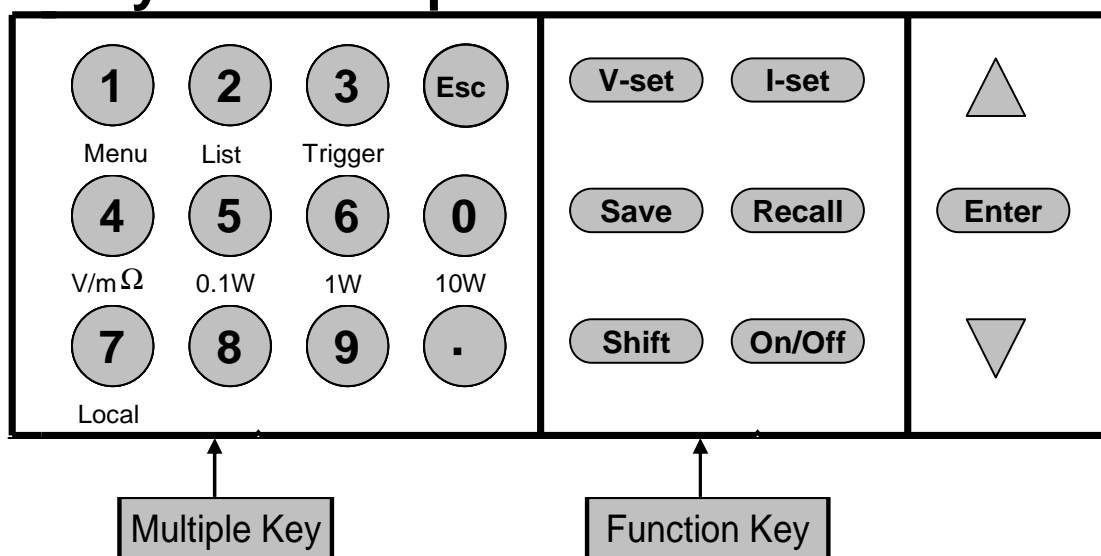 1 2 3 Esc V-set I-set
Menu List Trigger
4 5 6 0 Save Recall Enter
V/mΩ 0.1W 1W 10W
7 8 9 . Shift On/Off
Local
Multiple Key Function Key